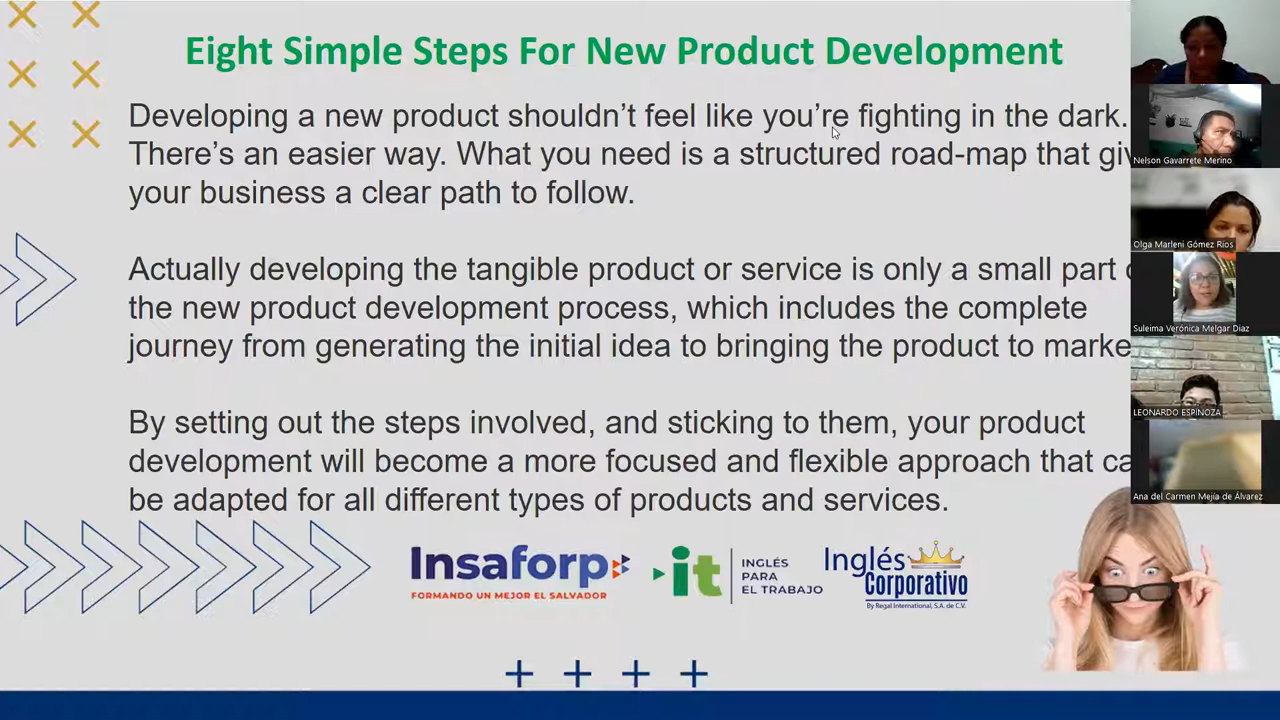 Eight Simple Steps For New Product Development
Developing a new product shouldn’t feel like you’re fighting in the dark.
There’s an easier way. What you need is a structured road-map that giv
your business a clear path to follow.
Actually developing the tangible product or service is only a small part
the new product development process, which includes the complete
journey from generating the initial idea to bringing the product to marke
By setting out the steps involved, and sticking to them, your product
development will become a more focused and flexible approach that ca
be adapted for all different types of products and services.
Insaforp
FORMANDO UN MEJOR EL SALVADOR
it
INGLÉS
PARA
EL TRABAJO
Inglés
Corporativo
By Regal International, S.A. de C.V.
Nelson Gavarrete Merino
Olga Marleni Gómez Rios
Suleima Verónica Melgar Diaz
LEONARDO ESPINOZA
Ana del Carmen Mejía de Álvarez